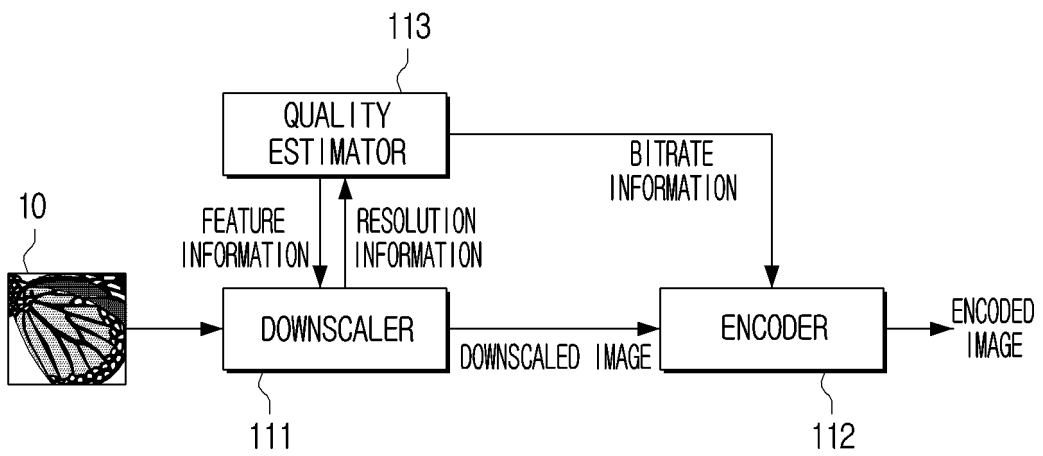 113
QUALITY
ESTIMATOR
BITRATE
INFORMATION
10
FEATURE
INFORMATION
RESOLUTION
INFORMATION
DOWNSCALER
DOWNSCALED IMAGE
ENCODER
ENCODED
IMAGE
111
112